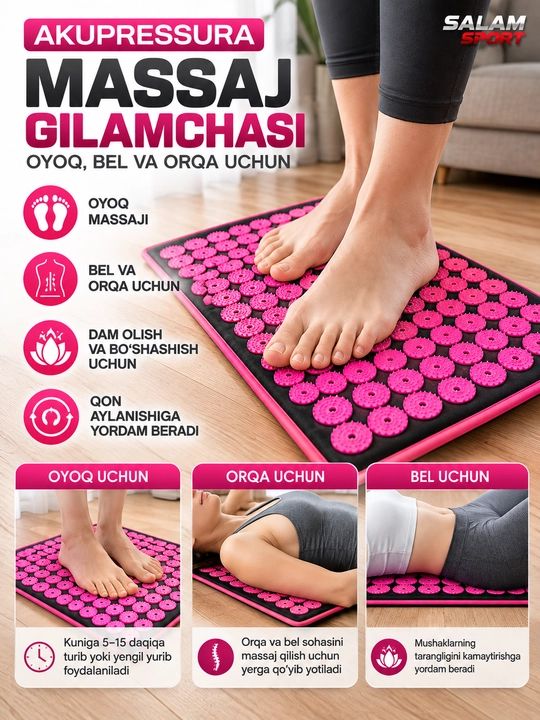 SALAM
SPORT
AKUPRESSURA
MASSAJ
GILAMCHASI
OYOQ, BEL VA ORQA UCHUN
OYOQ
MASSAJI
BEL VA
ORQA UCHUN
DAM OLISH
VA BO‘SHASHISH
UCHUN
QON
AYLANISHIGA
YORDAM BERADI
OYOQ UCHUN
Kuniga 5–15 daqiqa
turib yoki yengil yurib
foydalaniladi
ORQA UCHUN
Orqa va bel sohasini
massaj qilish uchun
yerga qo‘yib yotiladi
BEL UCHUN
Mushaklarning
tarangligini kamaytirishga
yordam beradi